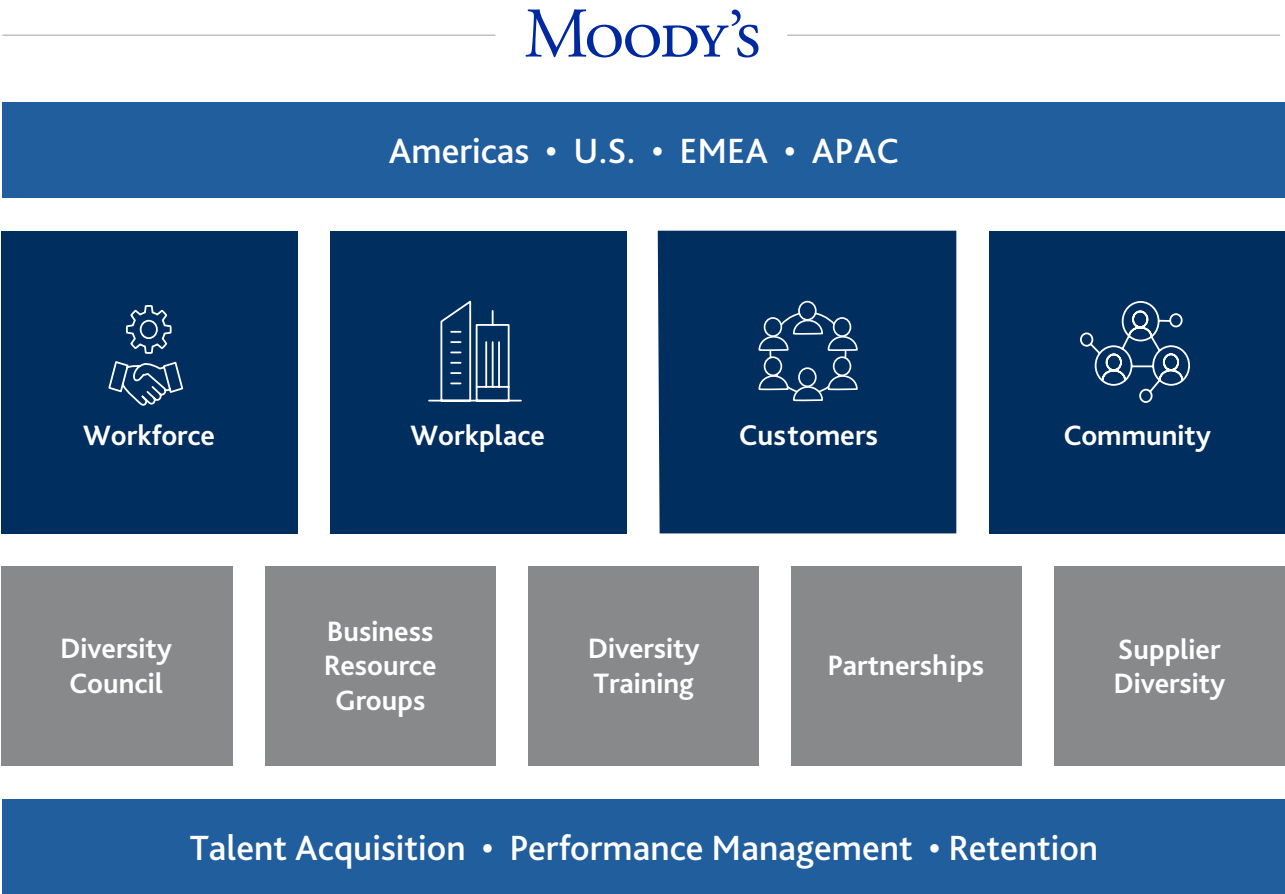 Moody's
Americas • U.S. • EMEA • APAC
Workforce
Workplace
Customers
Community
Diversity
Council
Business
Resource
Groups
Diversity
Training
Partnerships
Supplier
Diversity
Talent Acquisition • Performance Management • Retention